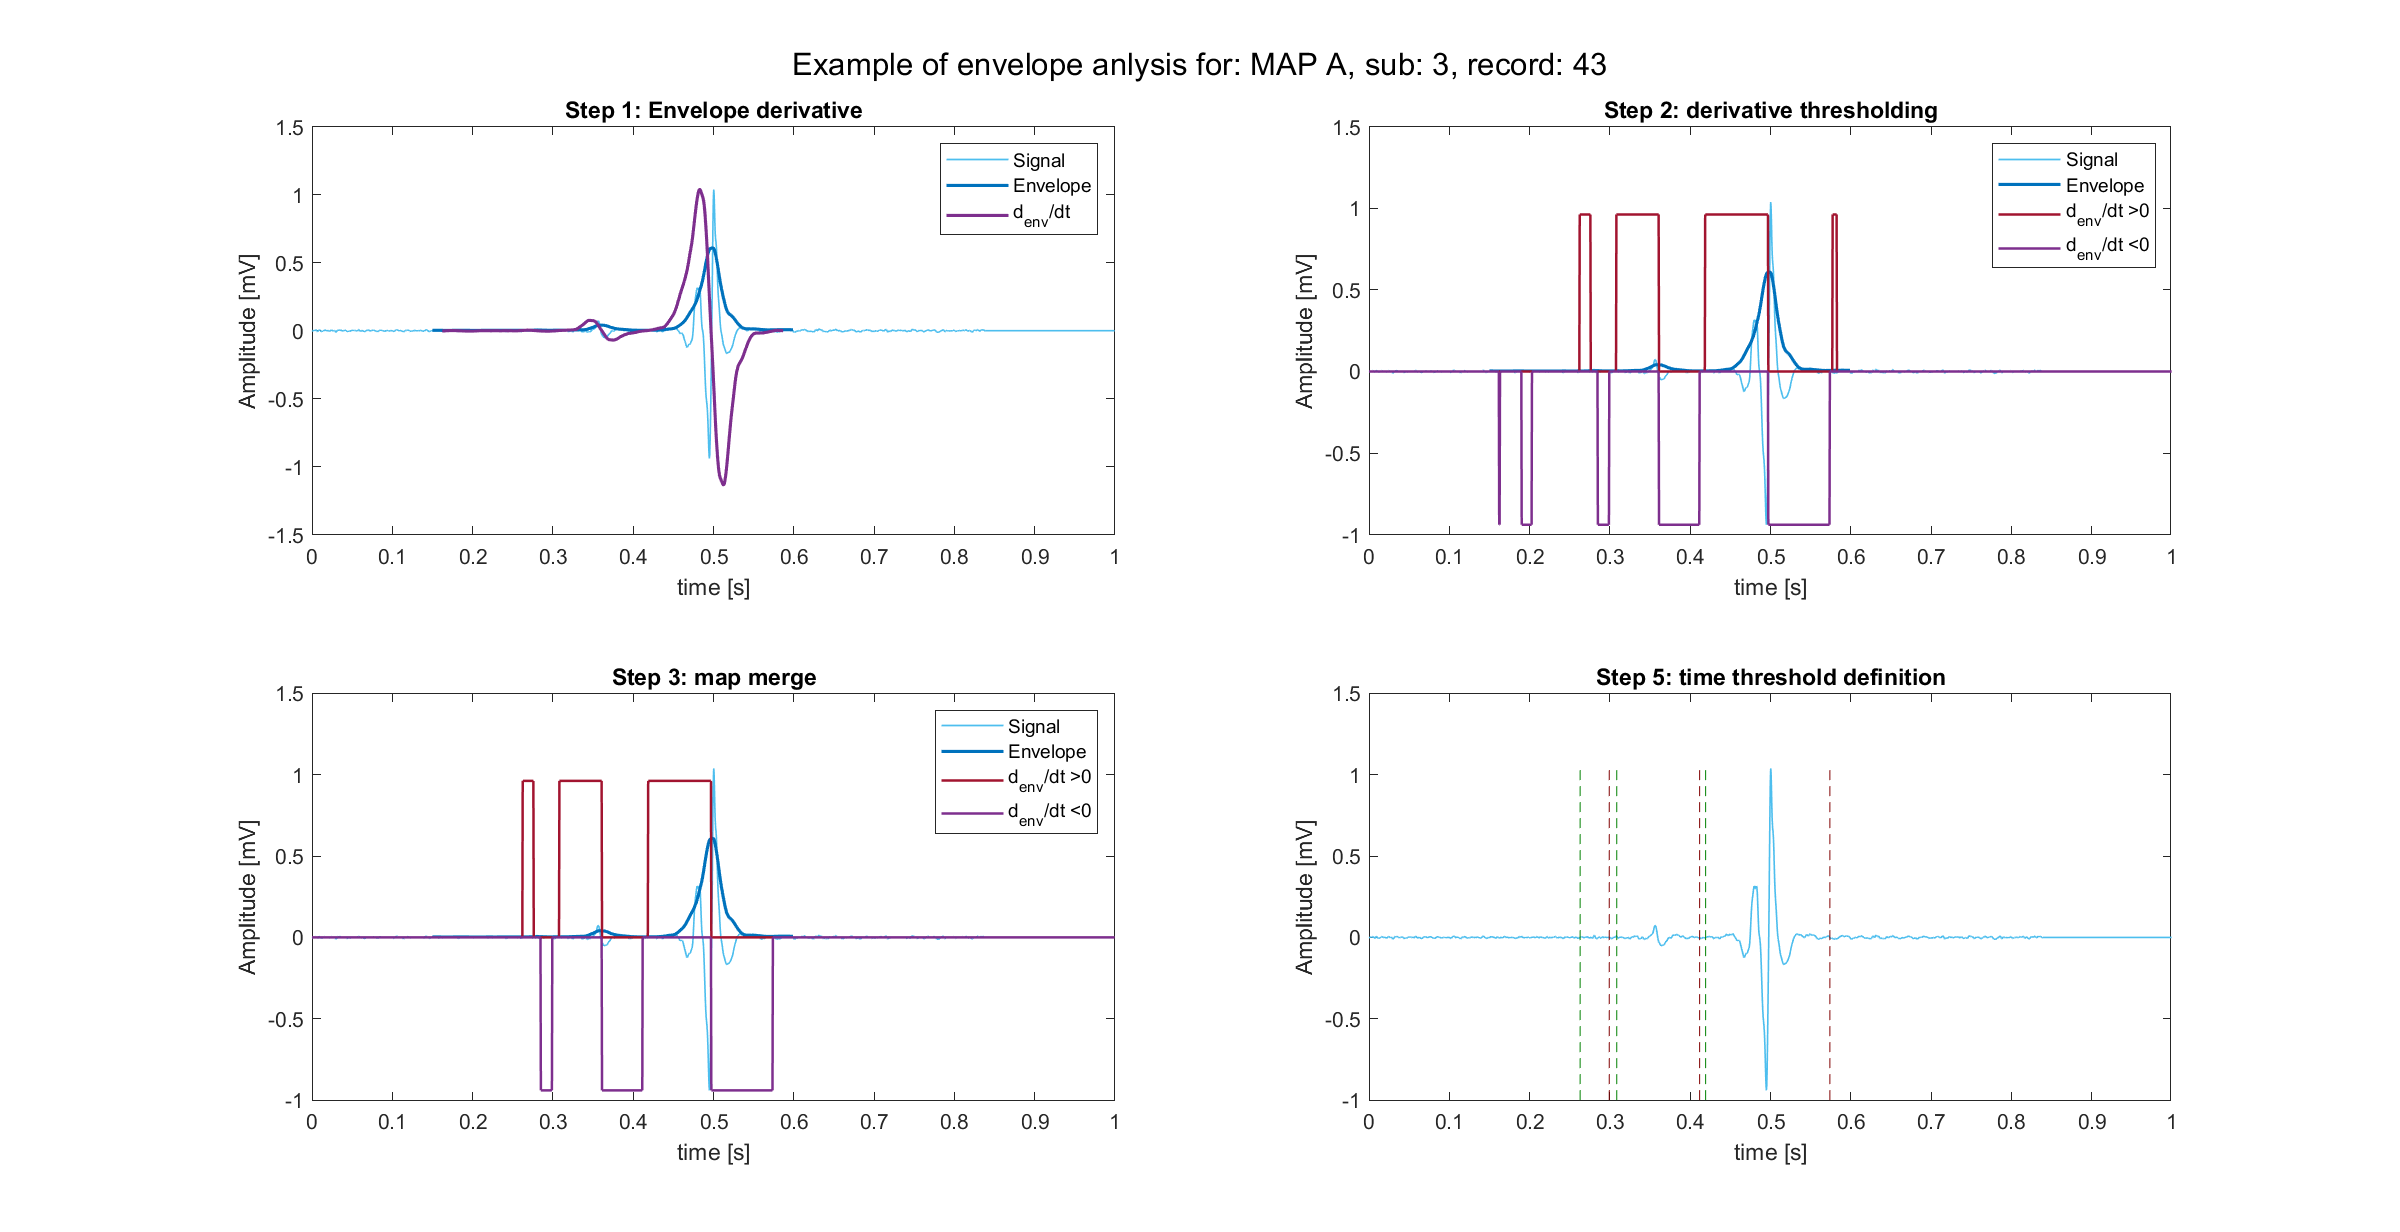 Example of envelope anlysis for: MAP A, sub: 3, record: 43
Step 1: Envelope derivative
1.5
1
0.5
0
-0.5
-1
-1.5
Amplitude [mV]
0 0.1 0.2 0.3 0.4 0.5 0.6 0.7 0.8 0.9 1
time [s]
Signal
Envelope
d_env/dt
Step 2: derivative thresholding
1.5
1
0.5
0
-0.5
-1
Amplitude [mV]
0 0.1 0.2 0.3 0.4 0.5 0.6 0.7 0.8 0.9 1
time [s]
Signal
Envelope
d_env/dt >0
d_env/dt <0
Step 3: map merge
1.5
1
0.5
0
-0.5
-1
Amplitude [mV]
0 0.1 0.2 0.3 0.4 0.5 0.6 0.7 0.8 0.9 1
time [s]
Signal
Envelope
d_env/dt >0
d_env/dt <0
Step 5: time threshold definition
1.5
1
0.5
0
-0.5
-1
Amplitude [mV]
0 0.1 0.2 0.3 0.4 0.5 0.6 0.7 0.8 0.9 1
time [s]